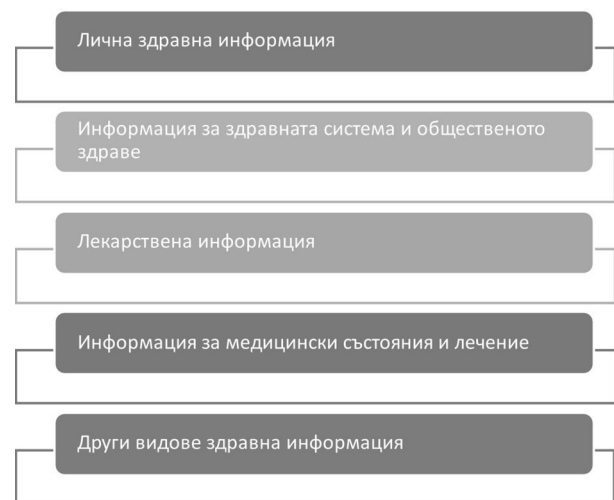 Лична здравна информация
Информация за здравната система и общественото
здраве
Лекарствена информация
Информация за медицински състояния и лечение
Други видове здравна информация